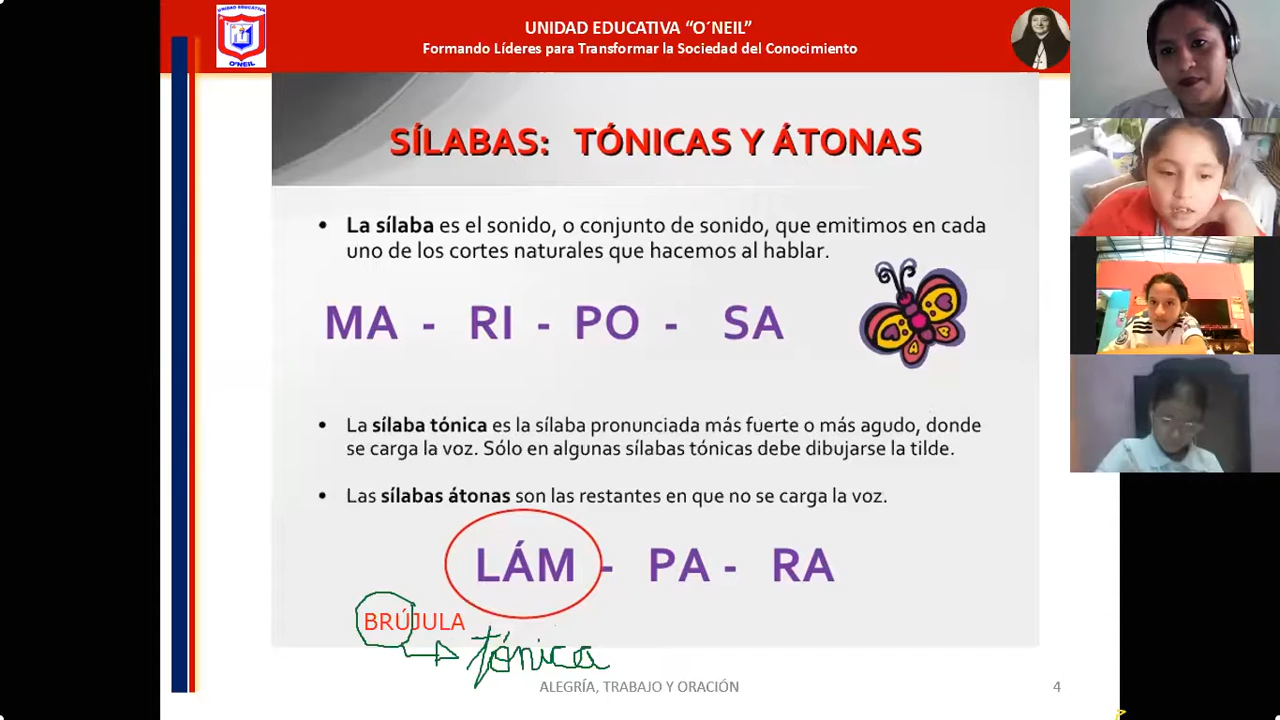 UNIDAD EDUCATIVA "O´NEIL"
Formando Líderes para Transformar la Sociedad del Conocimiento
UNIDAD EDUCATIVA
O'NEIL
SÍLABAS: TÓNICAS Y ÁTONAS
• La sílaba es el sonido, o conjunto de sonido, que emitimos en cada
uno de los cortes naturales que hacemos al hablar.
MA - RI - PO - SA
• La sílaba tónica es la sílaba pronunciada más fuerte o más agudo, donde
se carga la voz. Sólo en algunas sílabas tónicas debe dibujarse la tilde.
• Las sílabas átonas son las restantes en que no se carga la voz.
LÁM - PA - RA
BRÚJULA
tónica
ALEGRÍA, TRABAJO Y ORACIÓN
4